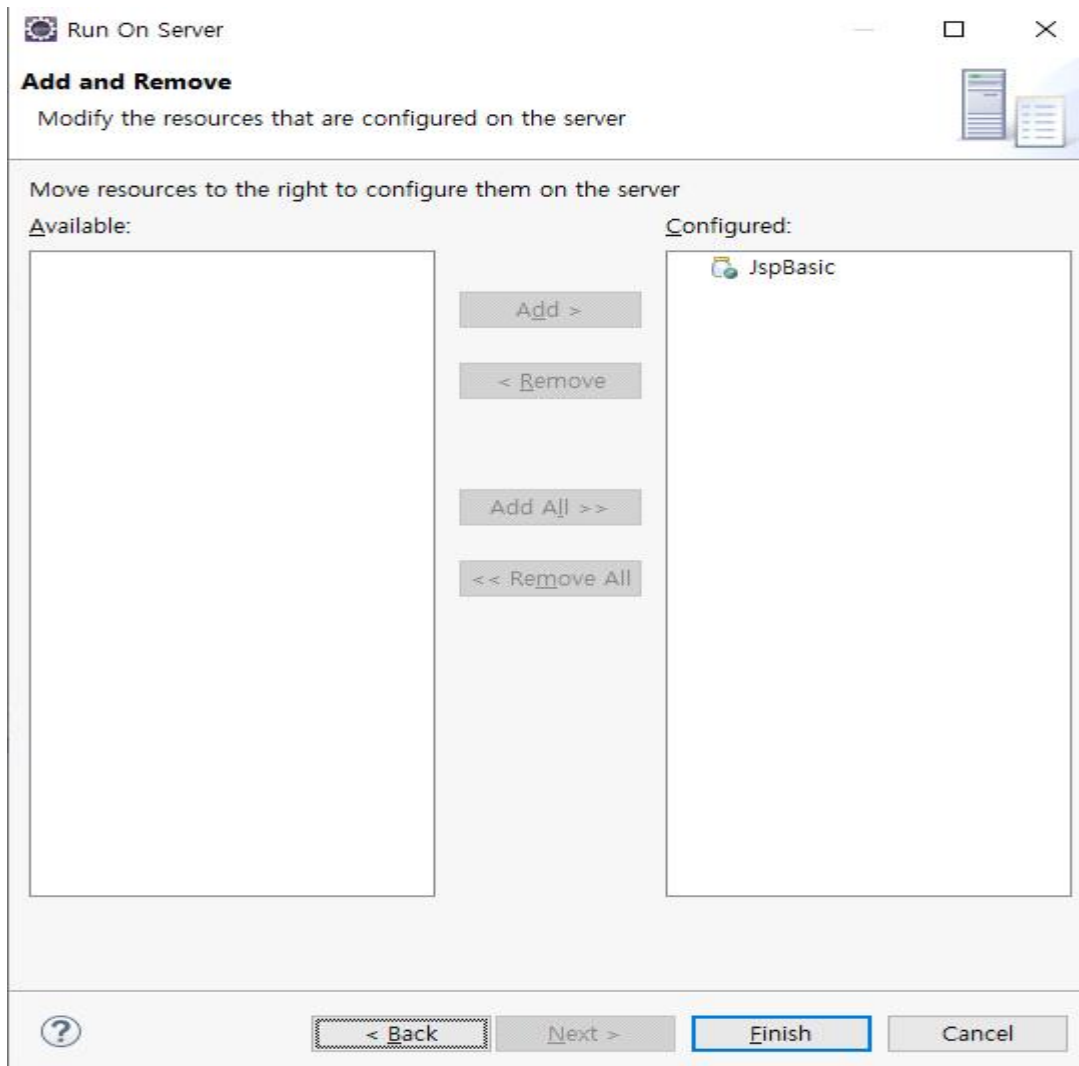 Run On Server
Add and Remove
Modify the resources that are configured on the server
Move resources to the right to configure them on the server
Available:
Configured:
JspBasic
Add >
< Remove
Add All >>
<< Remove All
?
< Back
Next >
Finish
Cancel